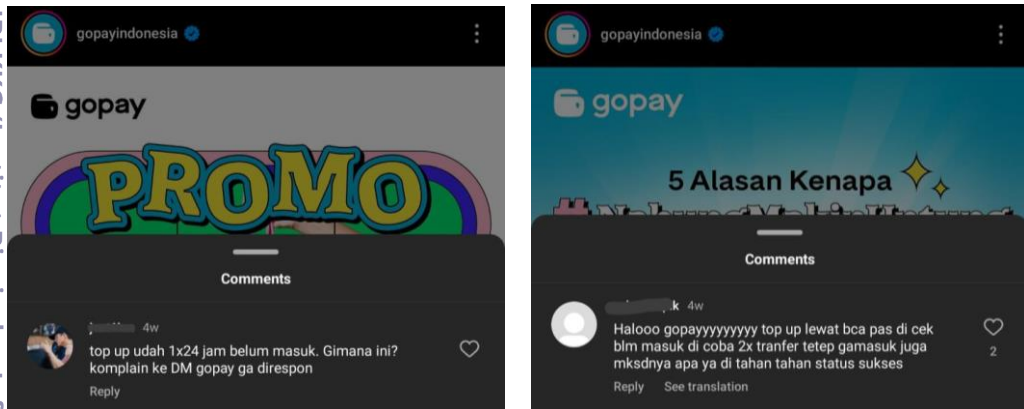 gopayindonesia
gopay
PROMO
Comments
4w
top up udah 1x24 jam belum masuk. Gimana ini?
komplain ke DM gopay ga direspon
Reply
gopayindonesia
gopay
5 Alasan Kenapa
Comments
k 4w
Halooo gopayyyyyyyyy top up lewat bca pas di cek
blm masuk di coba 2x tranfer tetep gamasuk juga
mksdnya apa ya di tahan tahan status sukses
2
Reply See translation